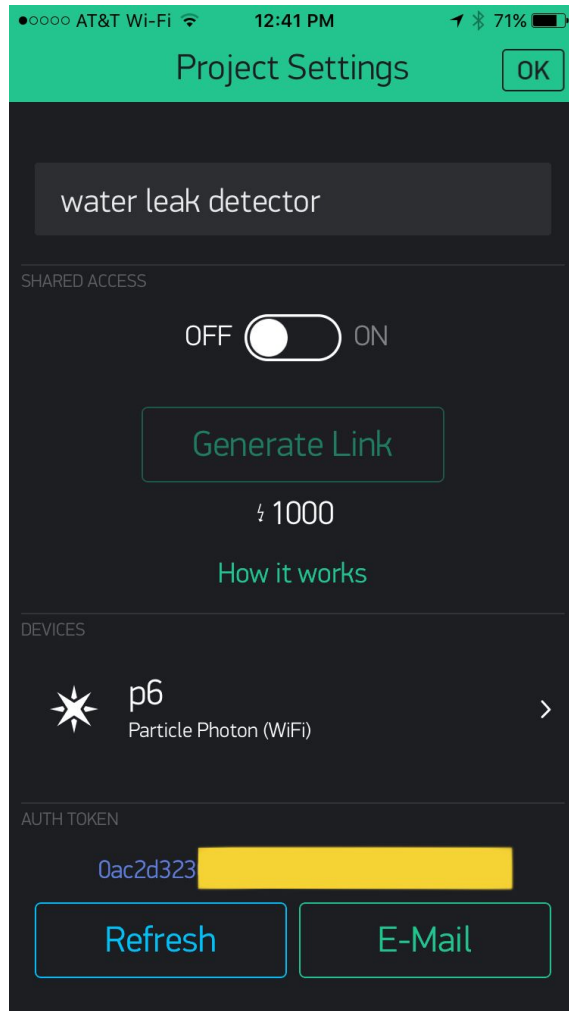 AT&T Wi-Fi 12:41 PM 71%
Project Settings OK
water leak detector
SHARED ACCESS
OFF ON
Generate Link
1000
How it works
DEVICES
p6
Particle Photon (WiFi)
AUTH TOKEN
0ac2d323
Refresh E-Mail